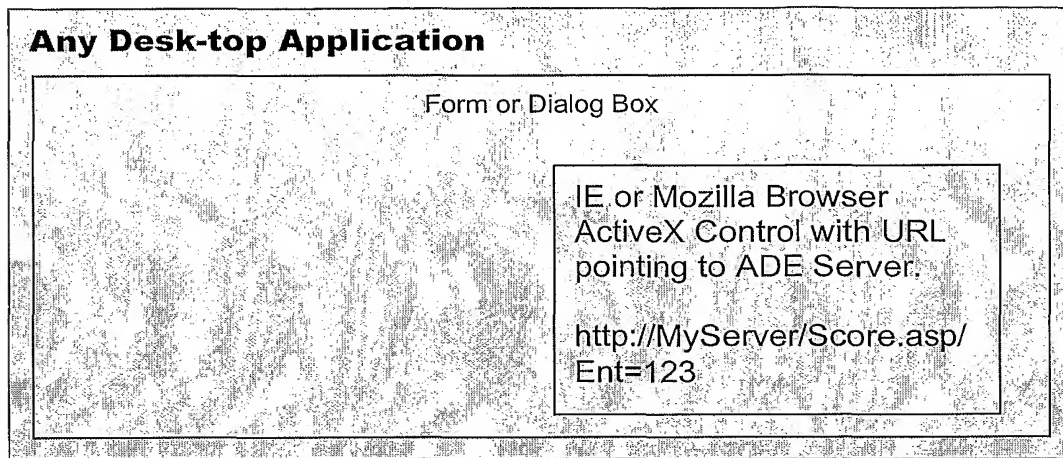 Any Desk-top Application
Form or Dialog Box
IE or Mozilla Browser
ActiveX Control with URL
pointing to ADE Server.
http://MyServer/Score.asp/
Ent=123